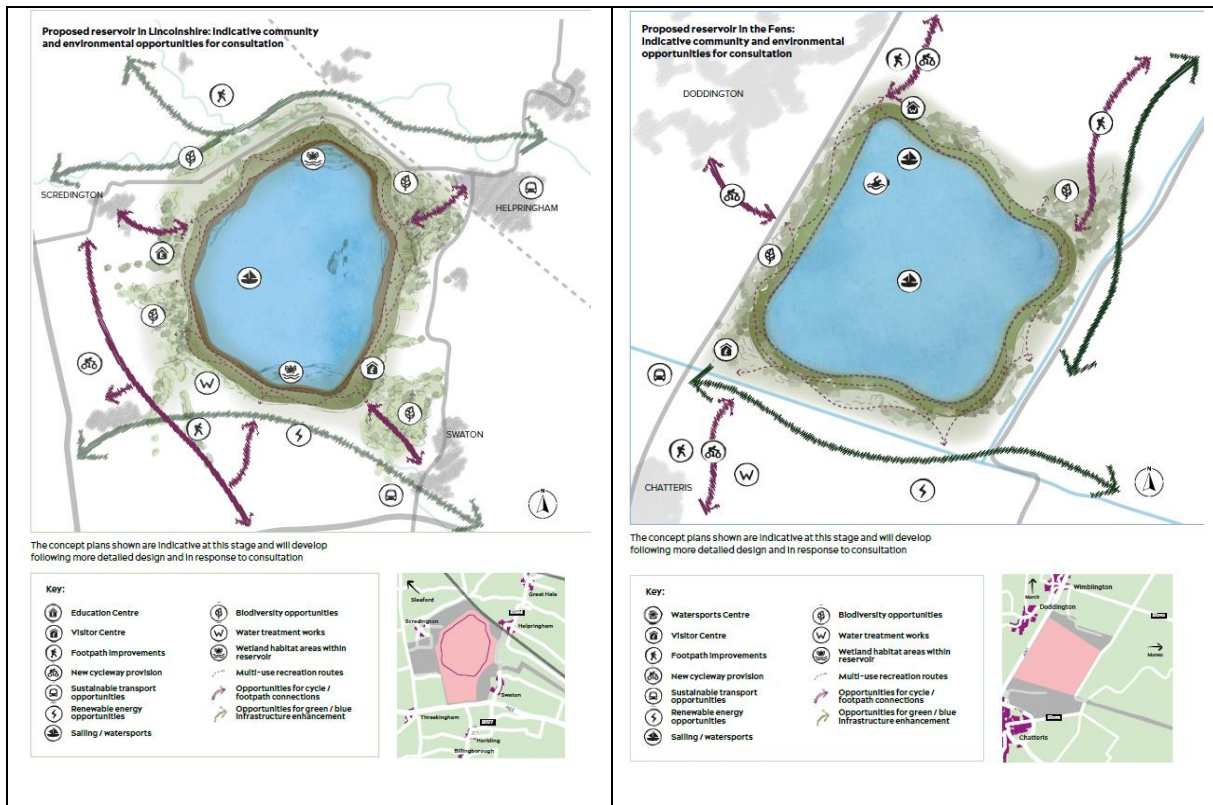 Proposed reservoir in Lincolnshire: Indicative community
and environmental opportunities for consultation
SCREDINGTON
HELPRINGHAM
SWATON
N
The concept plans shown are indicative at this stage and will develop
following more detailed design and in response to consultation
Key:
Education Centre
Visitor Centre
Footpath improvements
New cycleway provision
Sustainable transport
opportunities
Renewable energy
opportunities
Sailing / watersports
Biodiversity opportunities
Water treatment works
Wetland habitat areas within
reservoir
Multi-use recreation routes
Opportunities for cycle /
footpath connections
Opportunities for green / blue
infrastructure enhancement
Sleaford
Great Hale
Scredington
Helpringham
Swaton
Threekingham
Horbling
Billingborough
Proposed reservoir in the Fens:
Indicative community and environmental
opportunities for consultation
DODDINGTON
CHATTERIS
N
The concept plans shown are indicative at this stage and will develop
following more detailed design and in response to consultation
Key:
Watersports Centre
Visitor Centre
Footpath improvements
New cycleway provision
Sustainable transport
opportunities
Renewable energy
opportunities
Sailing / watersports
Biodiversity opportunities
Water treatment works
Wetland habitat areas within
reservoir
Multi-use recreation routes
Opportunities for cycle /
footpath connections
Opportunities for green / blue
infrastructure enhancement
March
Wimblington
Doddington
Manea
Chatteris